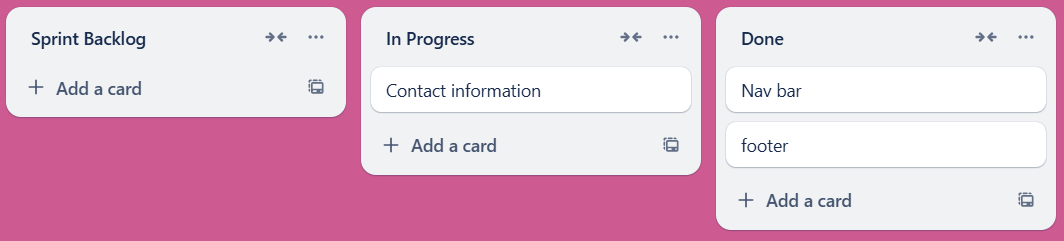 Sprint Backlog
Add a card
In Progress
Contact information
Add a card
Done
Nav bar
footer
Add a card